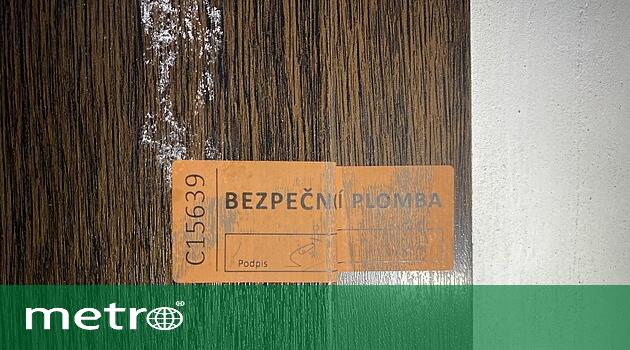 C15639
BEZPEČNÍ PLOMBA
Podpis
metro